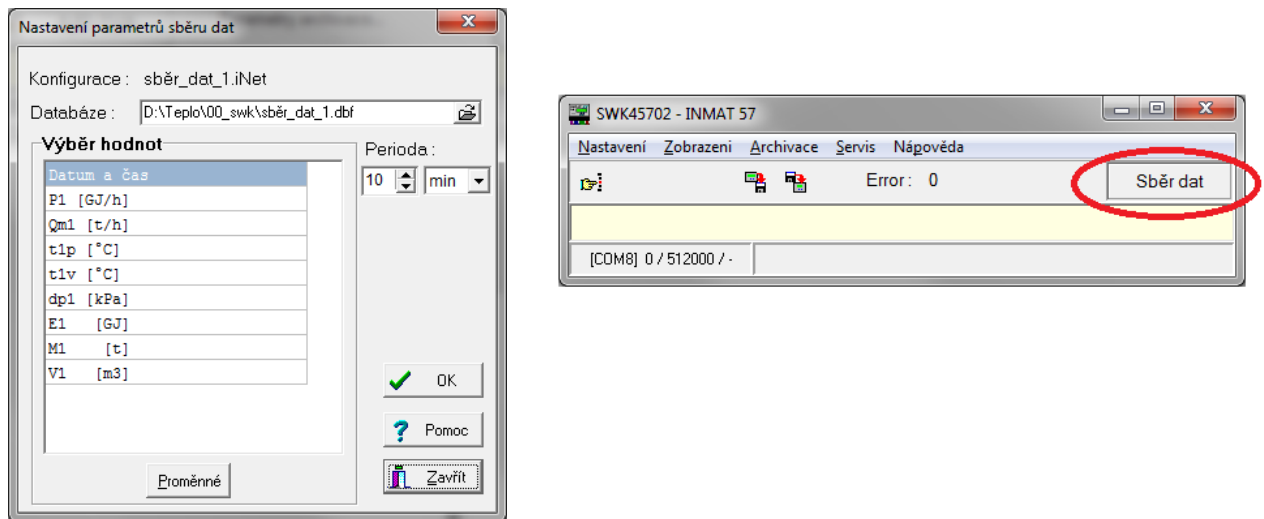 Nastavení parametrů sběru dat
Konfigurace : sběr_dat_1.iNet
Databáze : D:\Teplo\00_swk\sběr_dat_1.dbf
Výběr hodnot
Datum a čas
P1 [GJ/h]
Qm1 [t/h]
t1p [°C]
t1v [°C]
dp1 [kPa]
E1 [GJ]
M1 [t]
V1 [m3]
Proměnné
Perioda :
10 min
OK
Pomoc
Zavřít
SWK45702 - INMAT 57
Nastavení Zobrazeni Archivace Servis Nápověda
Error : 0 Sběr dat
[COM8] 0 / 512000 / -